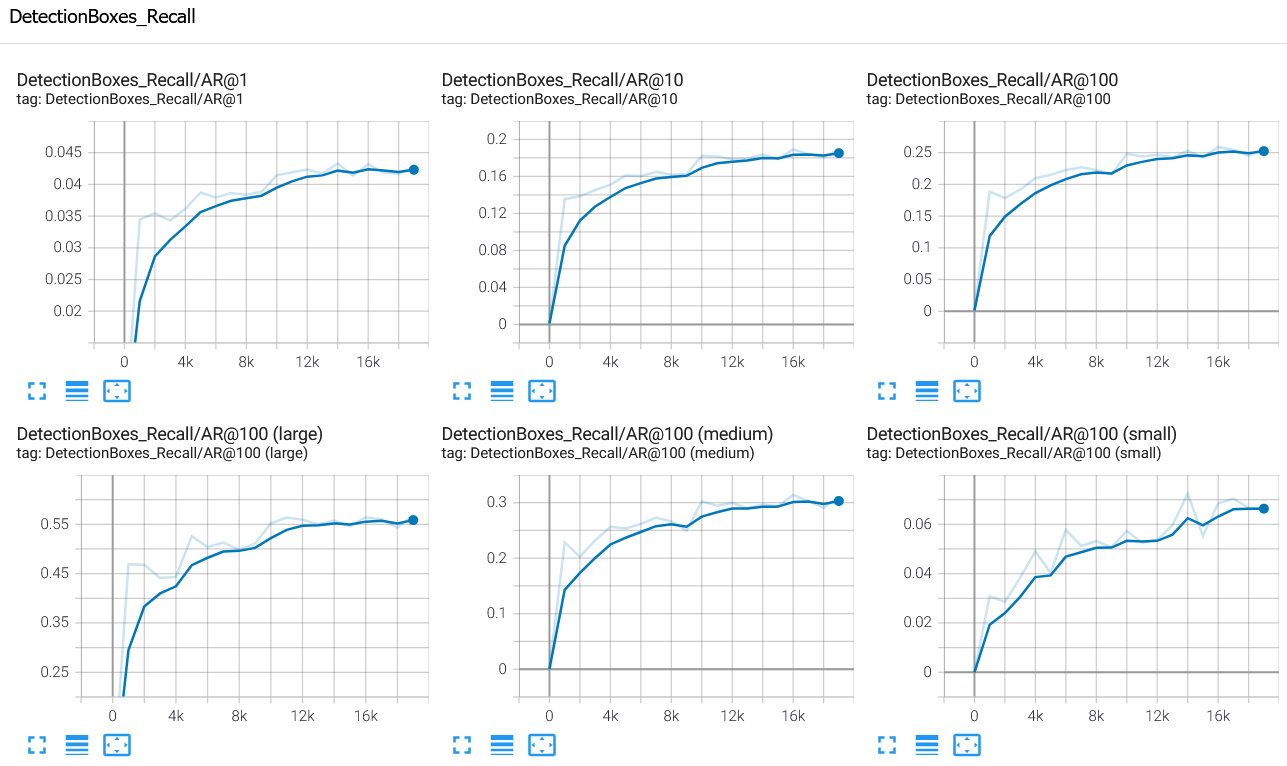 DetectionBoxes_Recall
DetectionBoxes_Recall/AR@1
tag: DetectionBoxes_Recall/AR@1
0.045
0.04
0.035
0.03
0.025
0.02
0 4k 8k 12k 16k
DetectionBoxes_Recall/AR@10
tag: DetectionBoxes_Recall/AR@10
0.2
0.16
0.12
0.08
0.04
0
0 4k 8k 12k 16k
DetectionBoxes_Recall/AR@100
tag: DetectionBoxes_Recall/AR@100
0.25
0.2
0.15
0.1
0.05
0
0 4k 8k 12k 16k
DetectionBoxes_Recall/AR@100 (large)
tag: DetectionBoxes_Recall/AR@100 (large)
0.55
0.45
0.35
0.25
0 4k 8k 12k 16k
DetectionBoxes_Recall/AR@100 (medium)
tag: DetectionBoxes_Recall/AR@100 (medium)
0.3
0.2
0.1
0
0 4k 8k 12k 16k
DetectionBoxes_Recall/AR@100 (small)
tag: DetectionBoxes_Recall/AR@100 (small)
0.06
0.04
0.02
0
0 4k 8k 12k 16k